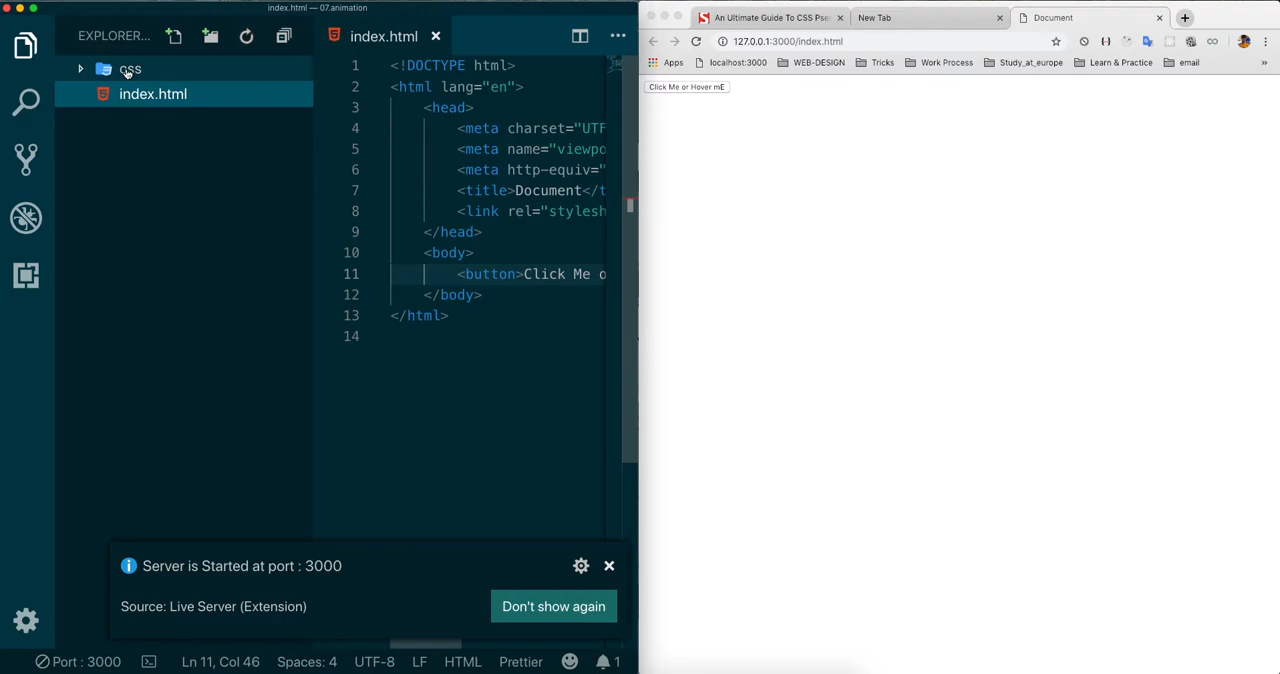 index.html — 07.animation
EXPLORER...
css
index.html
index.html
1 <!DOCTYPE html>
2 <html lang="en">
3 <head>
4 <meta charset="UTF
5 <meta name="viewpo
6 <meta http-equiv="
7 <title>Document</t
8 <link rel="stylesh
9 </head>
10 <body>
11 <button>Click Me o
12 </body>
13 </html>
14
Server is Started at port : 3000
Source: Live Server (Extension)
Don't show again
Port : 3000
Ln 11, Col 46
Spaces: 4
UTF-8
LF
HTML
Prettier
1
An Ultimate Guide To CSS Pse
New Tab
Document
127.0.0.1:3000/index.html
Apps
localhost:3000
WEB-DESIGN
Tricks
Work Process
Study_at_europe
Learn & Practice
email
Click Me or Hover mE